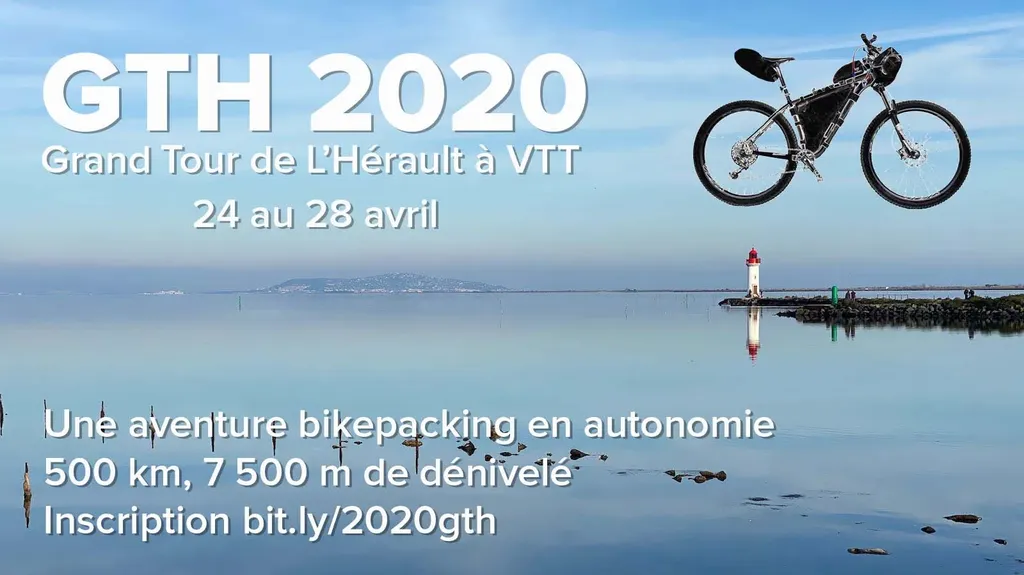 GTH 2020
Grand Tour de L'Hérault à VTT
24 au 28 avril
Une aventure bikepacking en autonomie
500 km, 7 500 m de dénivelé
Inscription bit.ly/2020gth